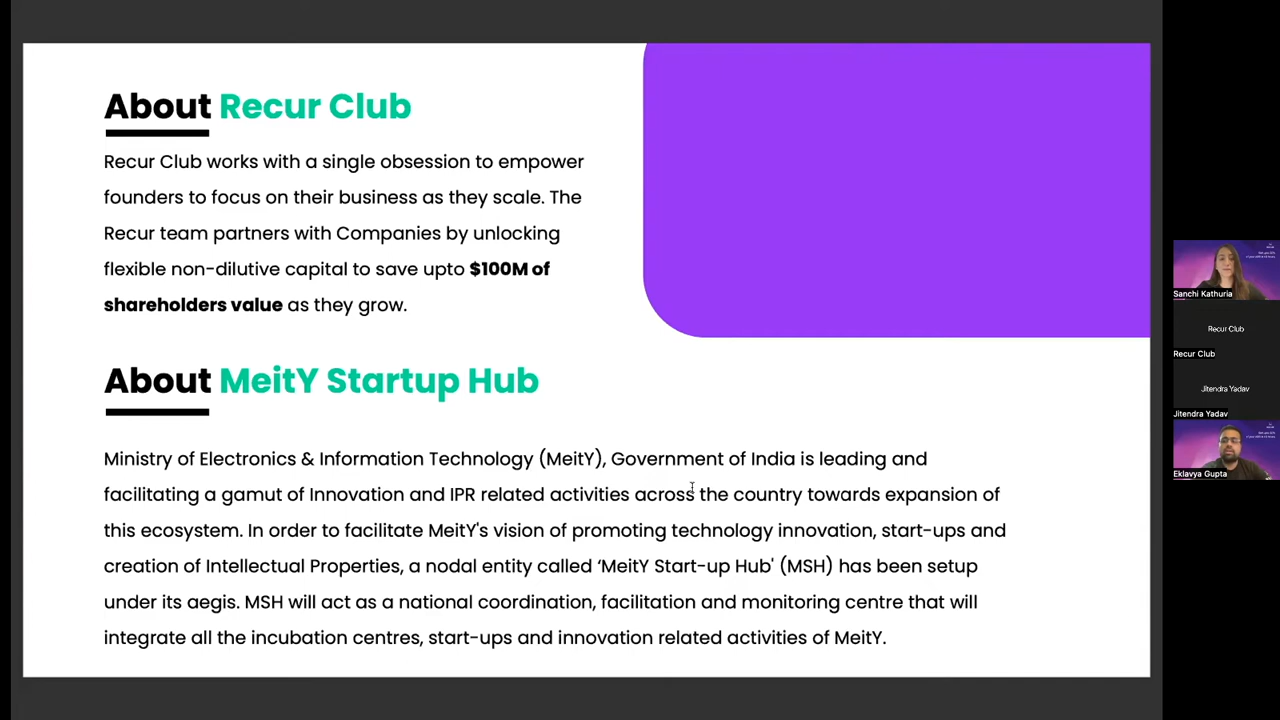 About Recur Club
Recur Club works with a single obsession to empower
founders to focus on their business as they scale. The
Recur team partners with Companies by unlocking
flexible non-dilutive capital to save upto $100M of
shareholders value as they grow.
About MeitY Startup Hub
Ministry of Electronics & Information Technology (MeitY), Government of India is leading and
facilitating a gamut of Innovation and IPR related activities across the country towards expansion of
this ecosystem. In order to facilitate MeitY's vision of promoting technology innovation, start-ups and
creation of Intellectual Properties, a nodal entity called ‘MeitY Start-up Hub' (MSH) has been setup
under its aegis. MSH will act as a national coordination, facilitation and monitoring centre that will
integrate all the incubation centres, start-ups and innovation related activities of MeitY.
Sanchi Kathuria
Recur Club
Recur Club
Jitendra Yadav
Jitendra Yadav
Eklavya Gupta